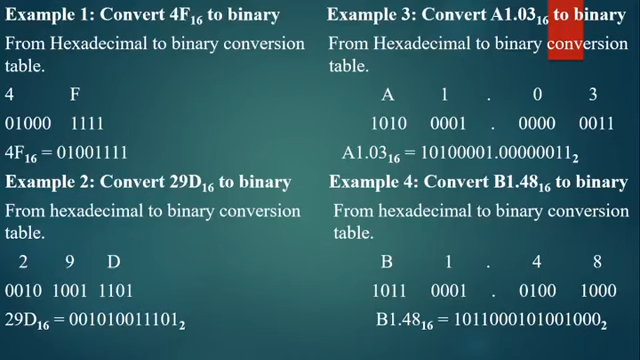 Example 1: Convert 4F₁₆ to binary
From Hexadecimal to binary conversion
table.
4 F
01000 1111
4F₁₆ = 01001111
Example 2: Convert 29D₁₆ to binary
From hexadecimal to binary conversion
table.
2 9 D
0010 1001 1101
29D₁₆ = 001010011101₂
Example 3: Convert A1.03₁₆ to binary
From Hexadecimal to binary conversion
table.
A 1 . 0 3
1010 0001 . 0000 0011
A1.03₁₆ = 10100001.00000011₂
Example 4: Convert B1.48₁₆ to binary
From hexadecimal to binary conversion
table.
B 1 . 4 8
1011 0001 . 0100 1000
B1.48₁₆ = 1011000101001000₂